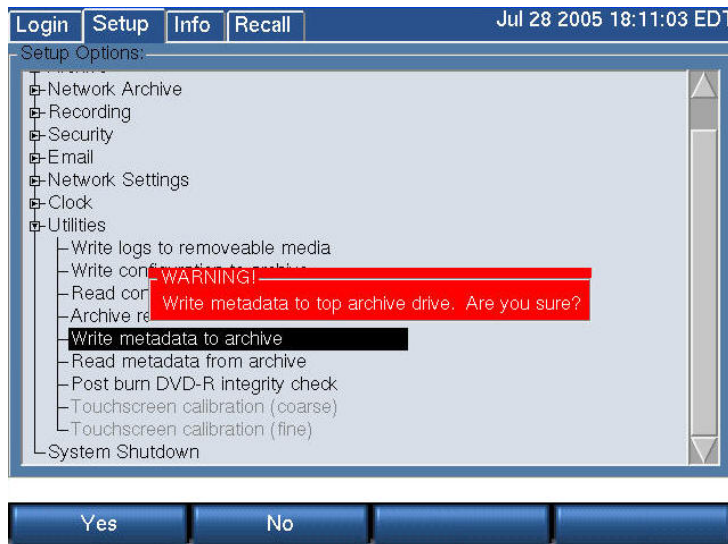 Login Setup Info Recall Jul 28 2005 18:11:03 EDT
Setup Options:
Network Archive
Recording
Security
Email
Network Settings
Clock
Utilities
Write logs to removeable media
Write configuration to archive
WARNING!
Read
Write metadata to top archive drive. Are you sure?
Archive
Write metadata to archive
Read metadata from archive
Post burn DVD-R integrity check
Touchscreen calibration (coarse)
Touchscreen calibration (fine)
System Shutdown
Yes No